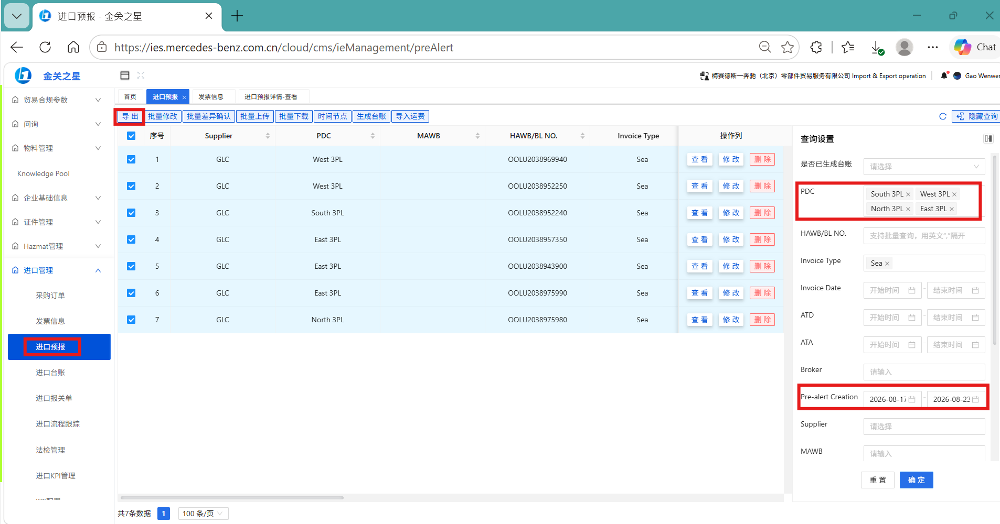 进口预报 - 金关之星
https://ies.mercedes-benz.com.cn/cloud/cms/ieManagement/preAlert
Chat
金关之星
梅赛德斯一奔驰（北京）零部件贸易服务有限公司 Import & Export operation
Gao Wenwer
贸易合规参数
问询
物料管理
Knowledge Pool
企业基础信息
证件管理
Hazmat管理
进口管理
采购订单
发票信息
进口预报
进口台账
进口报关单
进口流程跟踪
法检管理
进口KPI管理
首页 进口预报 发票信息 进口预报详情-查看
导 出 批量修改 批量差异确认 批量上传 批量下载 时间节点 生成台账 导入运费 隐藏查询
序号 Supplier PDC MAWB HAWB/BL NO. Invoice Type 操作列
1 GLC West 3PL OOLU2038969940 Sea 查 看 修 改 删 除
2 GLC West 3PL OOLU2038952250 Sea 查 看 修 改 删 除
3 GLC South 3PL OOLU2038952240 Sea 查 看 修 改 删 除
4 GLC East 3PL OOLU2038957350 Sea 查 看 修 改 删 除
5 GLC East 3PL OOLU2038943900 Sea 查 看 修 改 删 除
6 GLC East 3PL OOLU2038975990 Sea 查 看 修 改 删 除
7 GLC North 3PL OOLU2038975980 Sea 查 看 修 改 删 除
共7条数据 1 100 条/页
查询设置
是否已生成台账 请选择
PDC South 3PL West 3PL
North 3PL East 3PL
HAWB/BL NO. 支持批量查询，用英文“,”隔开
Invoice Type Sea
Invoice Date 开始时间 - 结束时间
ATD 开始时间 - 结束时间
ATA 开始时间 - 结束时间
Broker 请输入
Pre-alert Creation 2026-08-17 - 2026-08-23
Supplier 请选择
MAWB 请输入
重 置 确 定